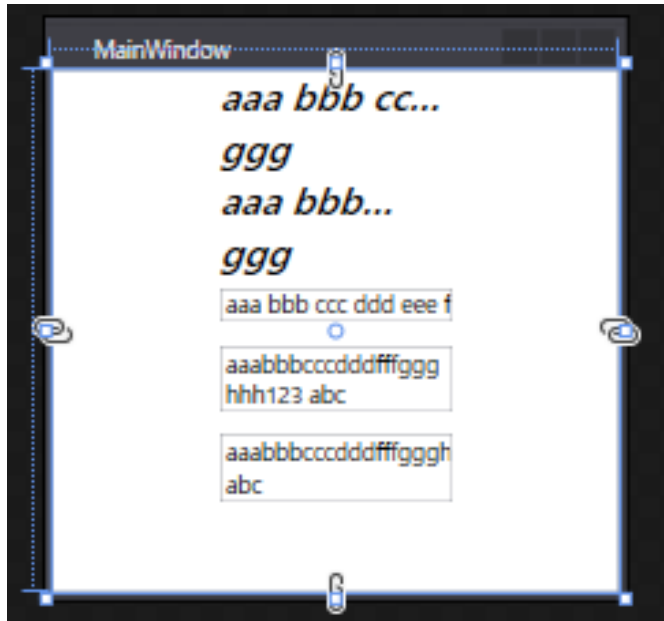 MainWindow
aaa bbb cc...
ggg
aaa bbb...
ggg
aaa bbb ccc ddd eee f
aaabbbcccdddfffggg
hhh123 abc
aaabbbcccdddfffgggh
abc